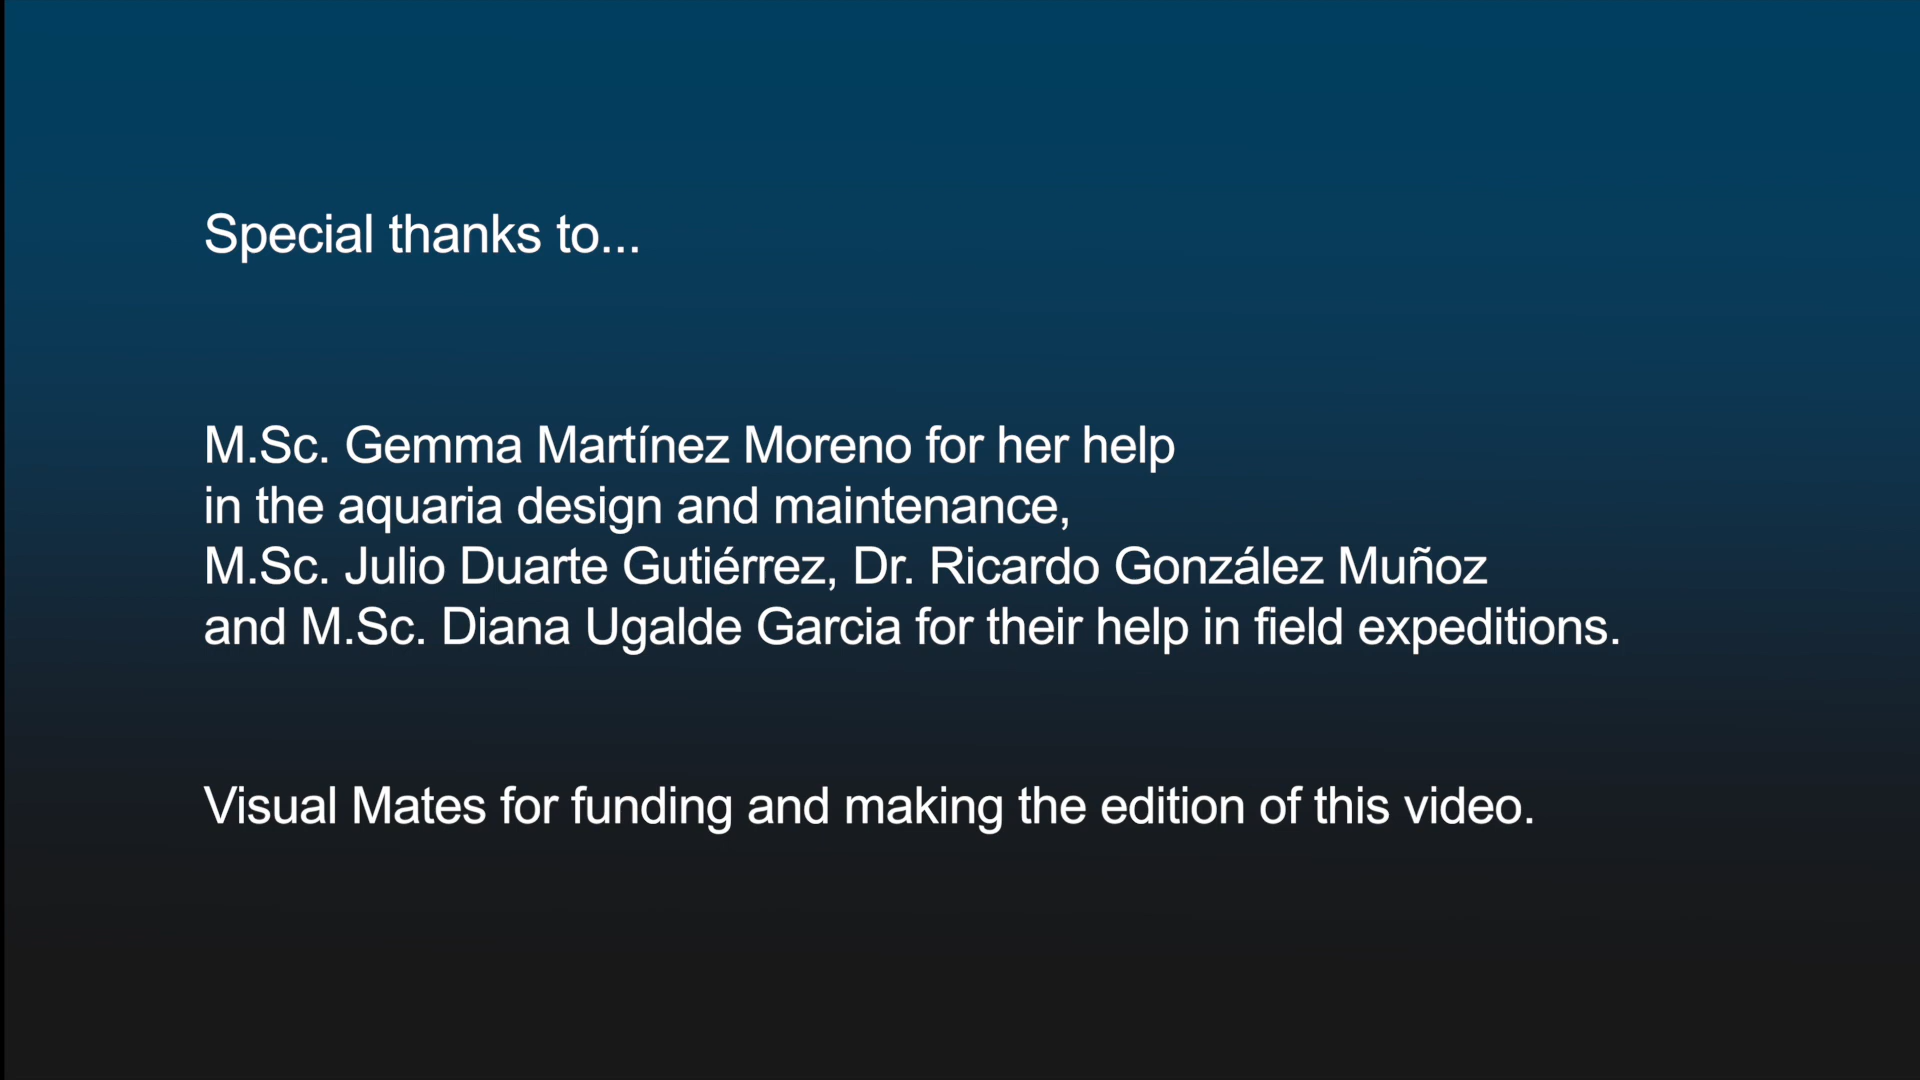 Special thanks to...
M.Sc. Gemma Martínez Moreno for her help
in the aquaria design and maintenance,
M.Sc. Julio Duarte Gutiérrez, Dr. Ricardo González Muñoz
and M.Sc. Diana Ugalde Garcia for their help in field expeditions.
Visual Mates for funding and making the edition of this video.